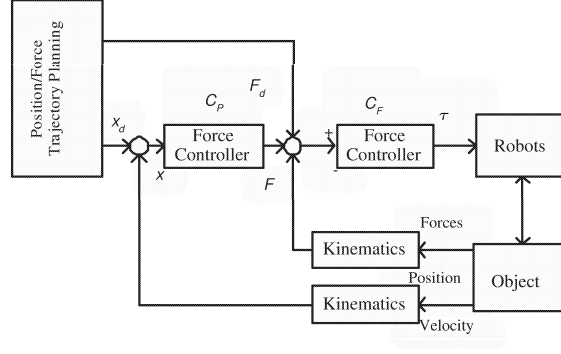 Position/Force
Trajectory Planning
x_d
x
C_P
Force
Controller
F_d
F
+
-
C_F
Force
Controller
τ
Robots
Forces
Kinematics
Position
Object
Kinematics
Velocity